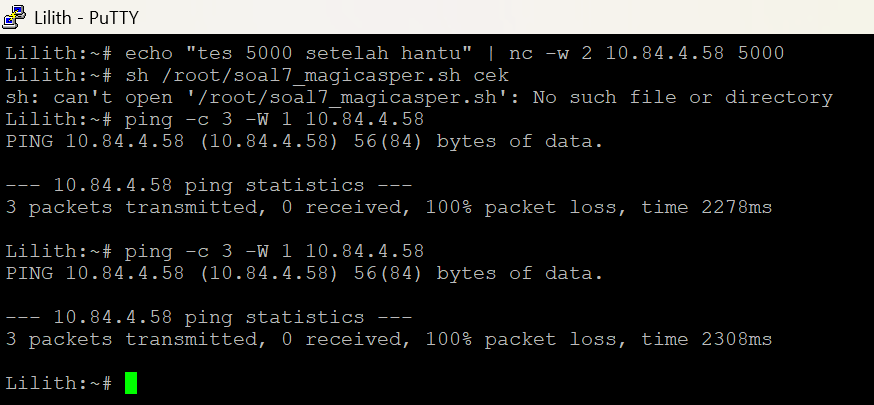 Lilith - PuTTY
Lilith:~# echo "tes 5000 setelah hantu" | nc -w 2 10.84.4.58 5000
Lilith:~# sh /root/soal7_magicasper.sh cek
sh: can't open '/root/soal7_magicasper.sh': No such file or directory
Lilith:~# ping -c 3 -W 1 10.84.4.58
PING 10.84.4.58 (10.84.4.58) 56(84) bytes of data.
--- 10.84.4.58 ping statistics ---
3 packets transmitted, 0 received, 100% packet loss, time 2278ms
Lilith:~# ping -c 3 -W 1 10.84.4.58
PING 10.84.4.58 (10.84.4.58) 56(84) bytes of data.
--- 10.84.4.58 ping statistics ---
3 packets transmitted, 0 received, 100% packet loss, time 2308ms
Lilith:~#